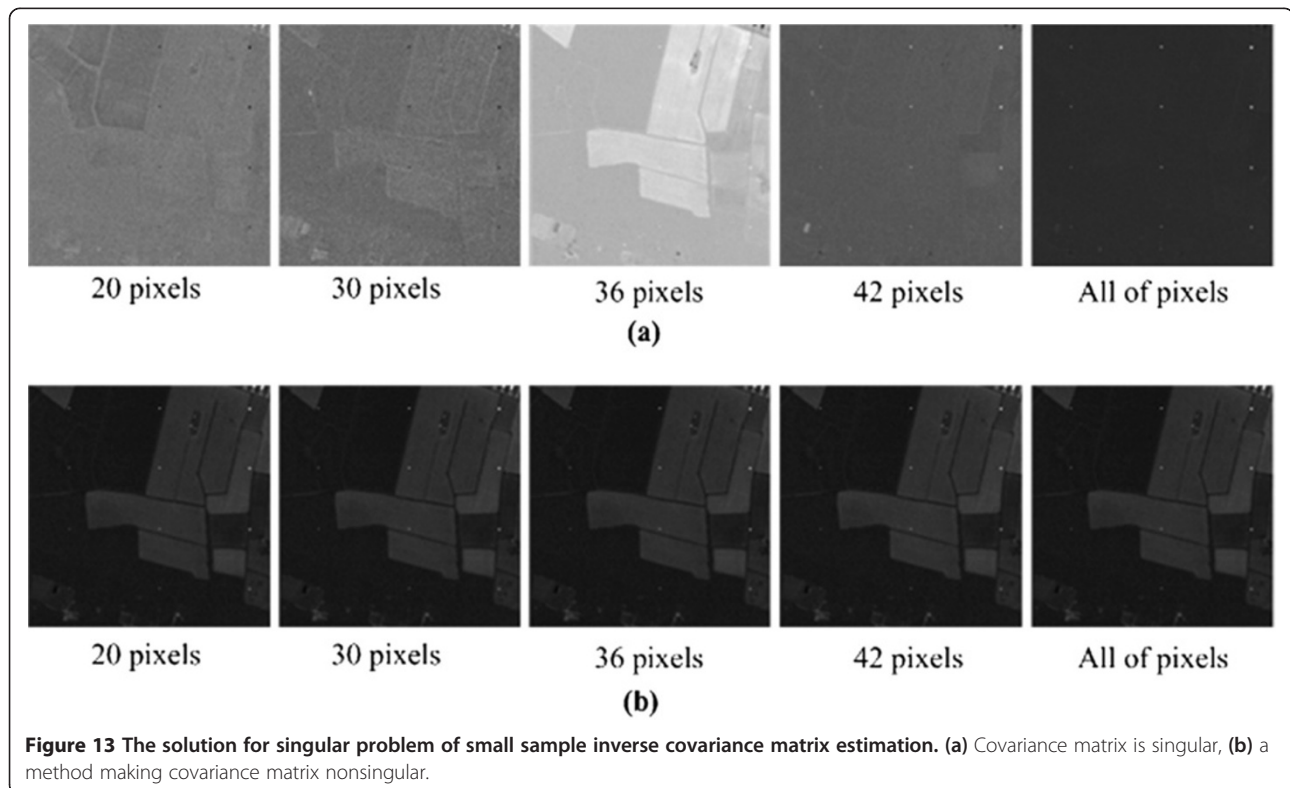 20 pixels 30 pixels 36 pixels 42 pixels All of pixels
(a)
20 pixels 30 pixels 36 pixels 42 pixels All of pixels
(b)
Figure 13 The solution for singular problem of small sample inverse covariance matrix estimation. (a) Covariance matrix is singular, (b) a
method making covariance matrix nonsingular.